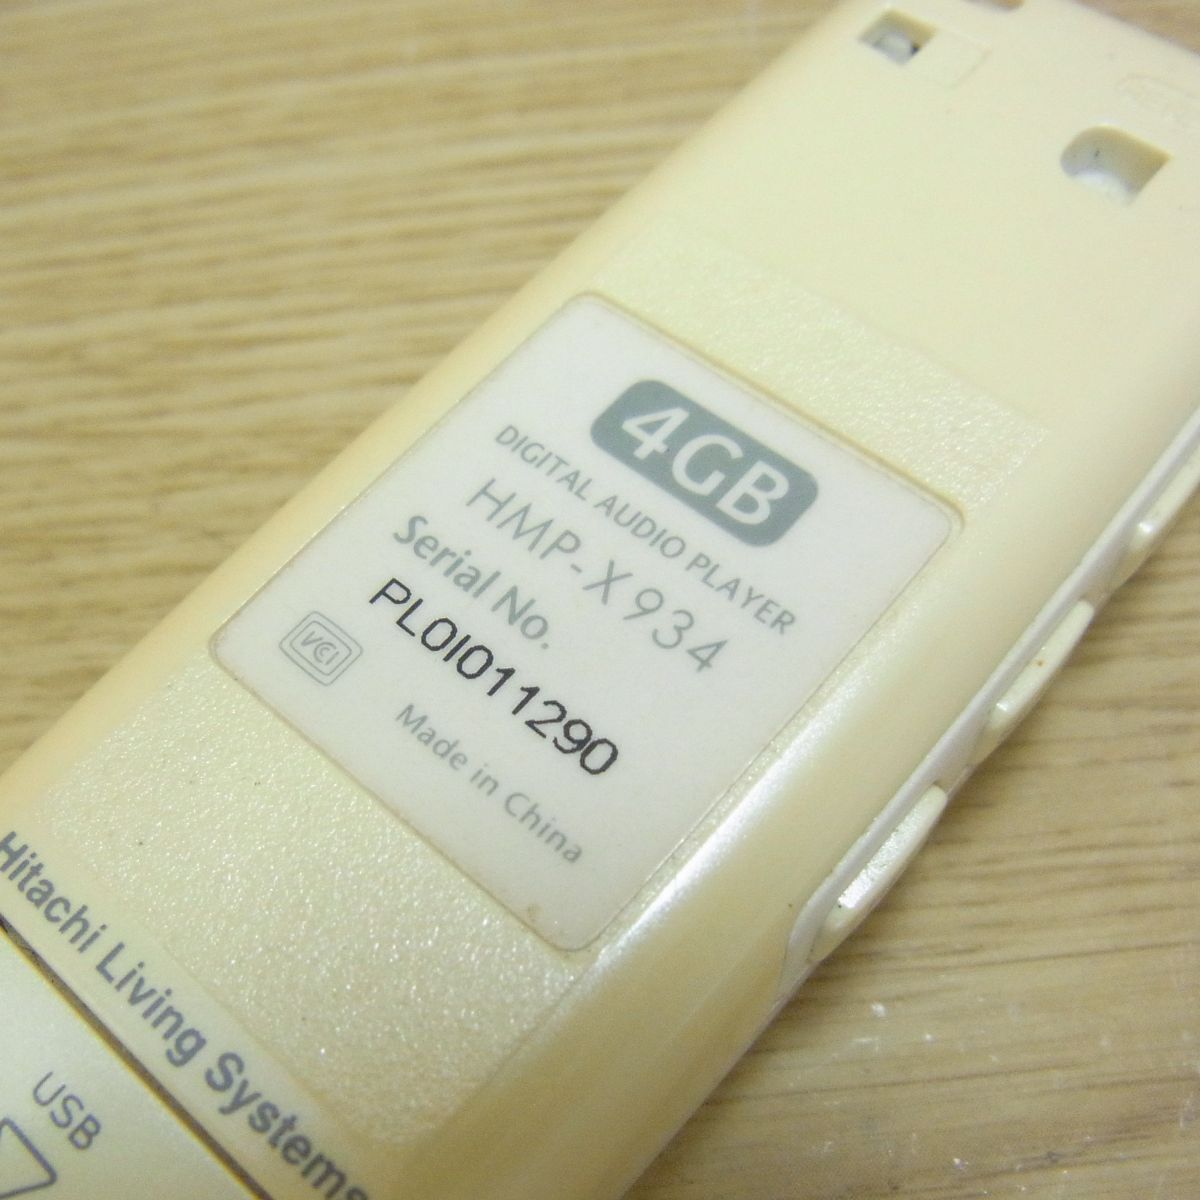 4GB
DIGITAL AUDIO PLAYER
HMP-X934
Serial No.
PL0I011290
VCCI
Made in China
Hitachi Living Systems
USB